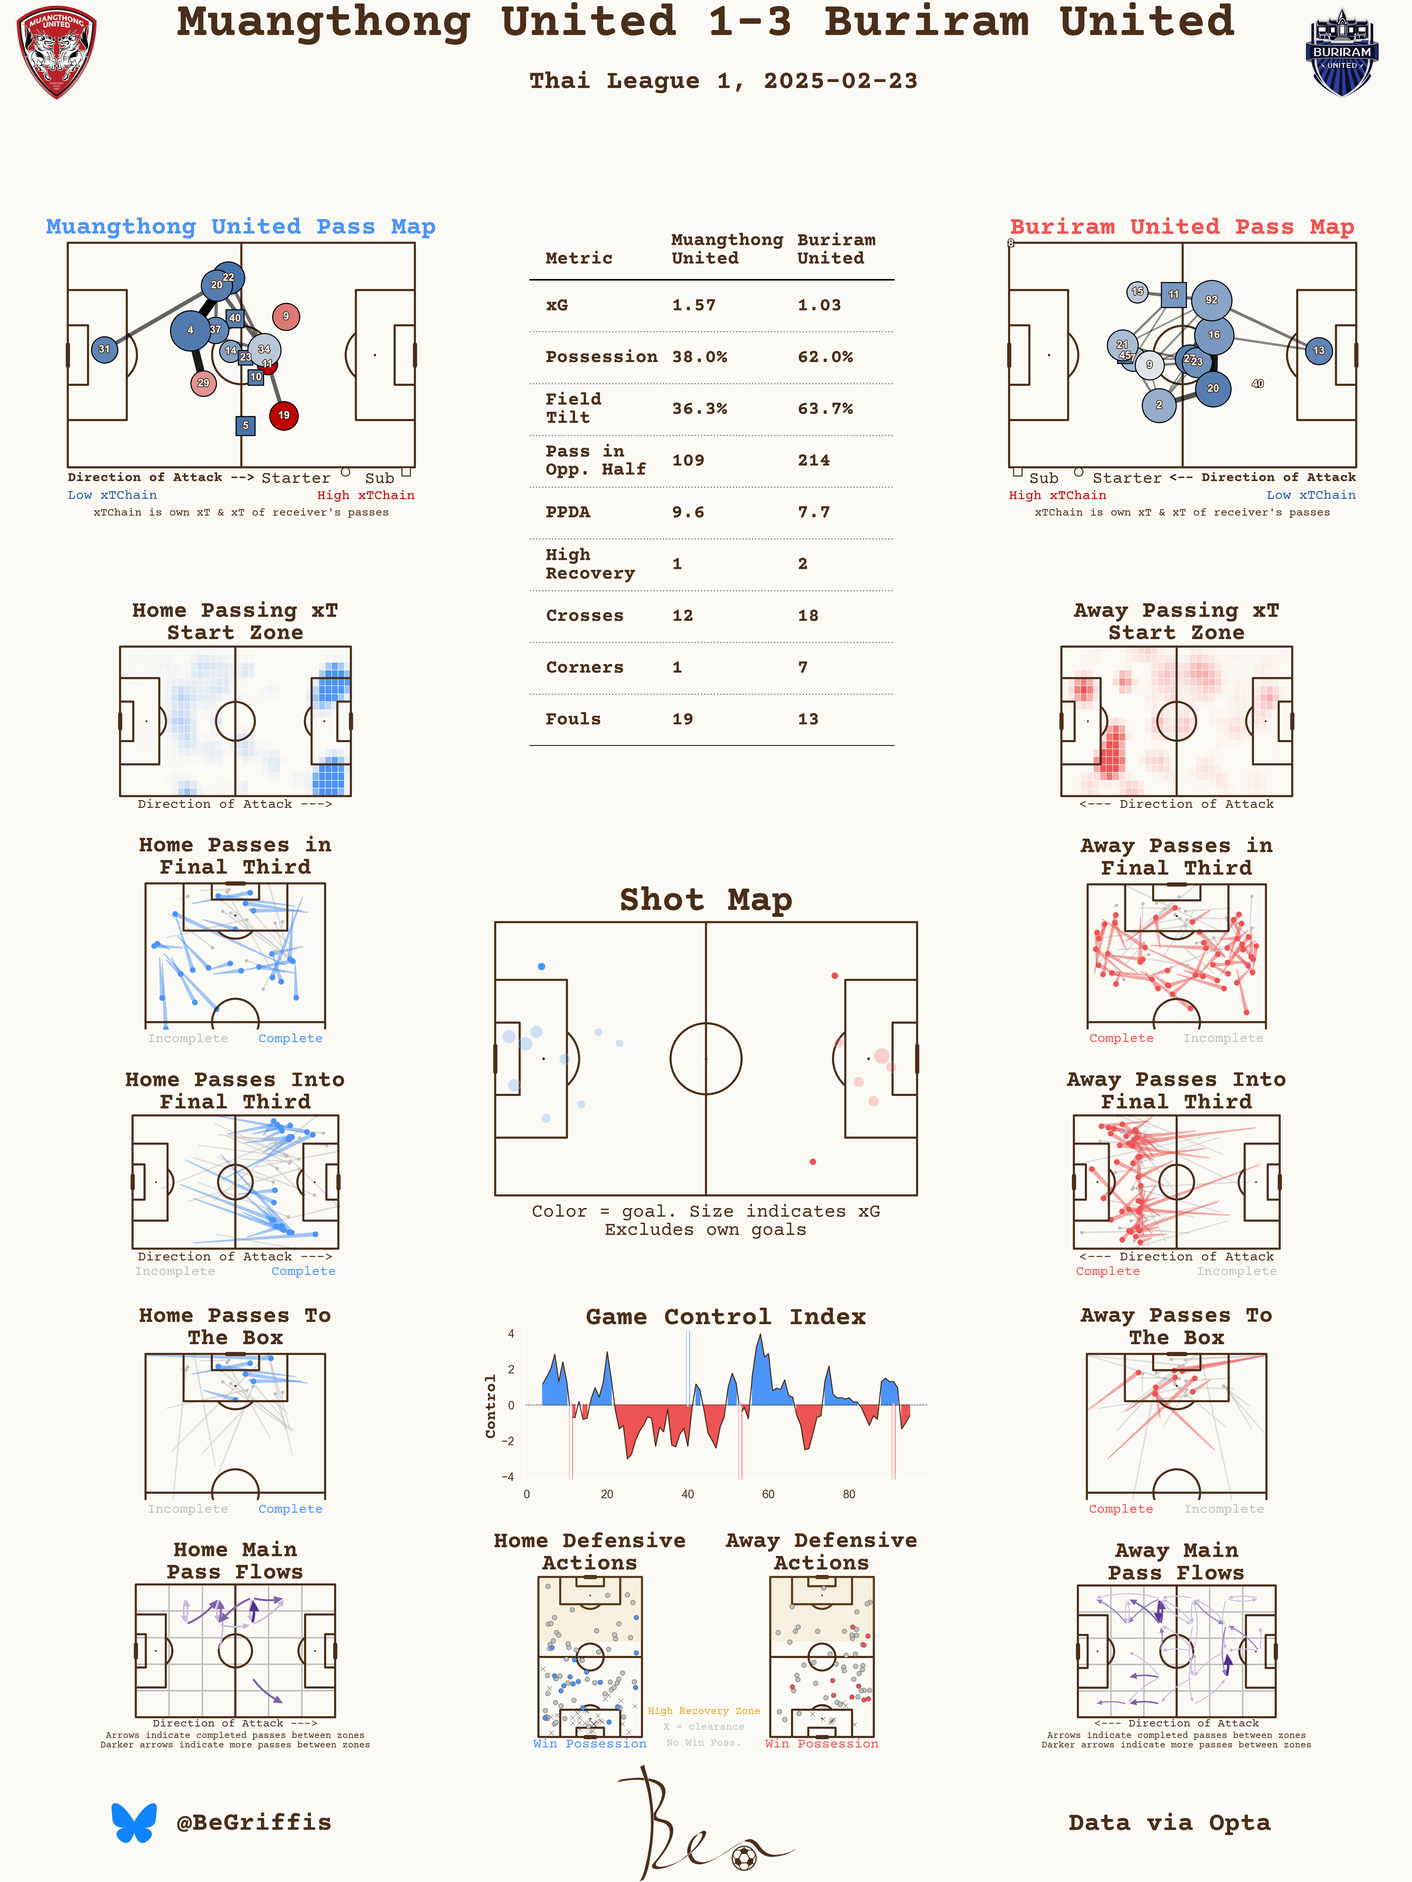 Muangthong United 1-3 Buriram United
Thai League 1, 2025-02-23
MUANGTHONG
UNITED
BURIRAM
UNITED
Muangthong United Pass Map
22
20
40
9
4
37
31
14
34
23
11
10
29
19
5
Direction of Attack --> Starter Sub
Low xTChain High xTChain
xTChain is own xT & xT of receiver's passes
Metric Muangthong United Buriram United
xG 1.57 1.03
Possession 38.0% 62.0%
Field Tilt 36.3% 63.7%
Pass in Opp. Half 109 214
PPDA 9.6 7.7
High Recovery 1 2
Crosses 12 18
Corners 1 7
Fouls 19 13
Buriram United Pass Map
8
15
11
92
16
21
45
9
27
23
13
20
40
2
Sub Starter <-- Direction of Attack
High xTChain Low xTChain
xTChain is own xT & xT of receiver's passes
Home Passing xT
Start Zone
Direction of Attack --->
Away Passing xT
Start Zone
<--- Direction of Attack
Home Passes in
Final Third
Incomplete Complete
Away Passes in
Final Third
Complete Incomplete
Shot Map
Color = goal. Size indicates xG
Excludes own goals
Home Passes Into
Final Third
Direction of Attack --->
Incomplete Complete
Away Passes Into
Final Third
<--- Direction of Attack
Complete Incomplete
Home Passes To
The Box
Incomplete Complete
Game Control Index
Control
4
2
0
−2
−4
0 20 40 60 80
Away Passes To
The Box
Complete Incomplete
Home Main
Pass Flows
Direction of Attack --->
Arrows indicate completed passes between zones
Darker arrows indicate more passes between zones
Home Defensive
Actions
Win Possession
High Recovery Zone
X = clearance
No Win Poss.
Away Defensive
Actions
Win Possession
Away Main
Pass Flows
<--- Direction of Attack
Arrows indicate completed passes between zones
Darker arrows indicate more passes between zones
@BeGriffis
Ben
Data via Opta